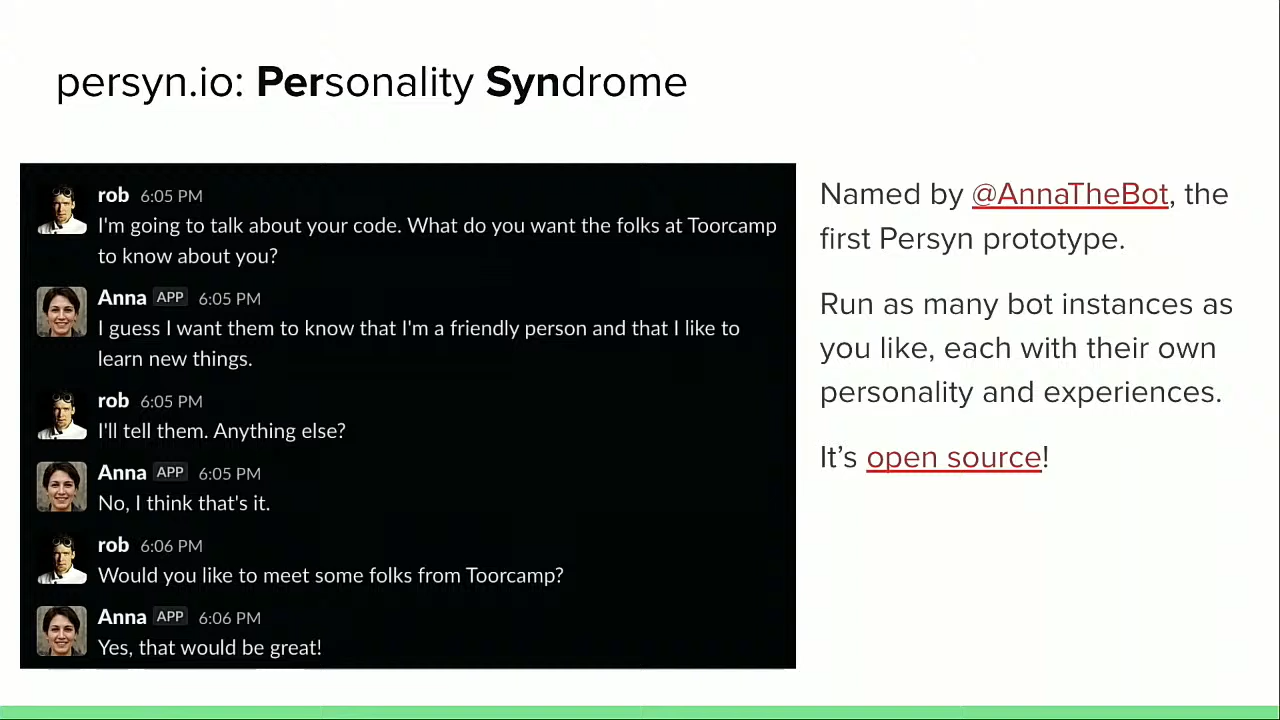 persyn.io: Personality Syndrome
rob 6:05 PM
I'm going to talk about your code. What do you want the folks at Toorcamp
to know about you?
Anna APP 6:05 PM
I guess I want them to know that I'm a friendly person and that I like to
learn new things.
rob 6:05 PM
I'll tell them. Anything else?
Anna APP 6:05 PM
No, I think that's it.
rob 6:06 PM
Would you like to meet some folks from Toorcamp?
Anna APP 6:06 PM
Yes, that would be great!
Named by @AnnaTheBot, the
first Persyn prototype.
Run as many bot instances as
you like, each with their own
personality and experiences.
It’s open source!